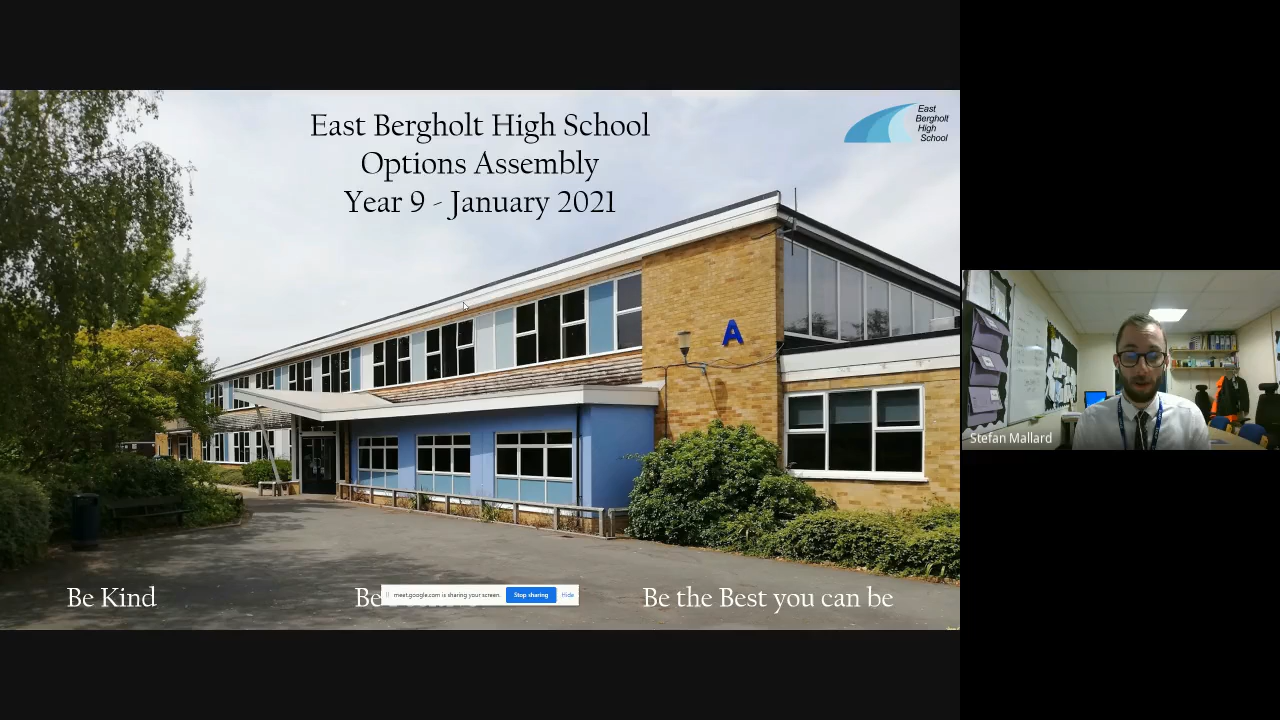 East Bergholt High School
Options Assembly
Year 9 - January 2021
East
Bergholt
High
School
A
Stefan Mallard
Be Kind
Be
meet.google.com is sharing your screen.
Stop sharing
Hide
Be the Best you can be